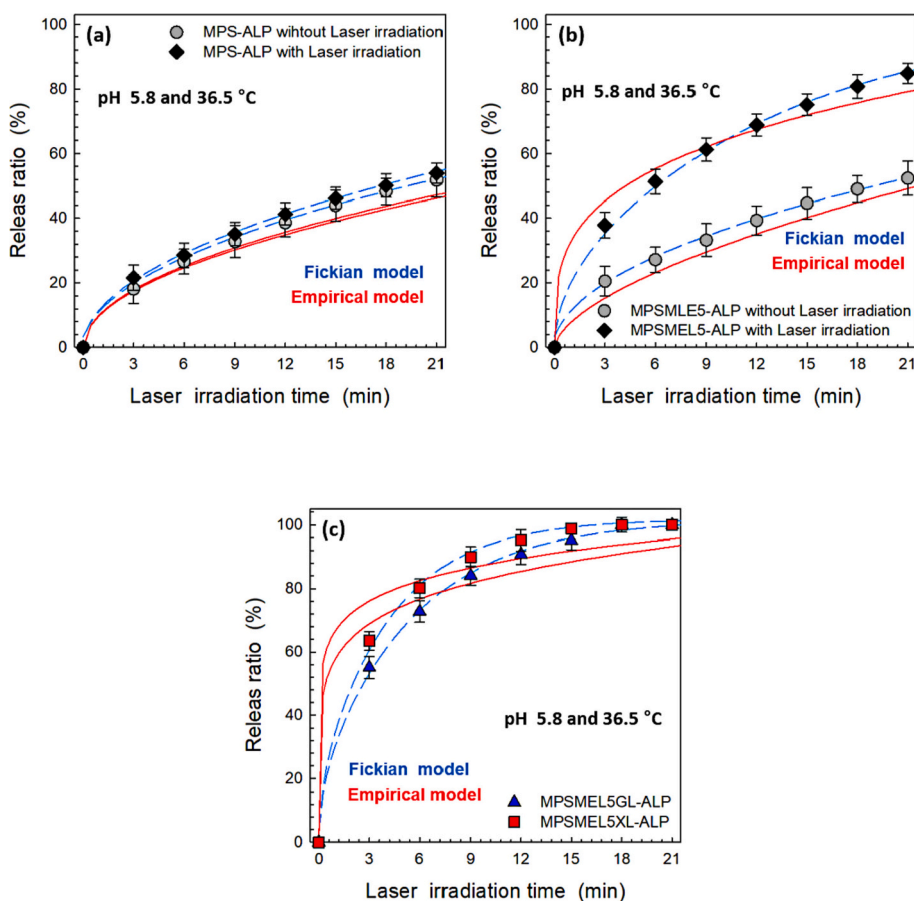 (a)
MPS-ALP wihtout Laser irradiation
MPS-ALP with Laser irradiation
pH 5.8 and 36.5 °C
Fickian model
Empirical model
Releas ratio (%)
100
80
60
40
20
0
0 3 6 9 12 15 18 21
Laser irradiation time (min)
(b)
pH 5.8 and 36.5 °C
Fickian model
Empirical model
MPSMLE5-ALP without Laser irradiation
MPSMEL5-ALP with Laser irradiation
Releas ratio (%)
100
80
60
40
20
0
0 3 6 9 12 15 18 21
Laser irradiation time (min)
(c)
pH 5.8 and 36.5 °C
Fickian model
Empirical model
MPSMEL5GL-ALP
MPSMEL5XL-ALP
Releas ratio (%)
100
80
60
40
20
0
0 3 6 9 12 15 18 21
Laser irradiation time (min)